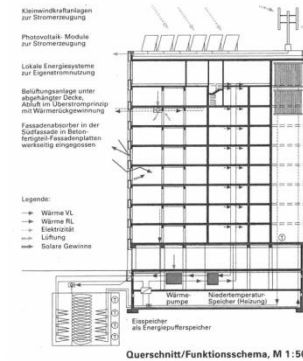 Kleinwindkraftanlagen
zur Stromerzeugung
Photovoltaik- Module
zur Stromerzeugung
Lokale Energiesysteme
zur Eigenstromnutzung
Belüftungsanlage unter
abgehängter Decke,
Abluft im Überstromprinzip
mit Wärmerückgewinnung
Fassadenabsorber in der
Südfassade in Beton-
fertigteil-Fassadenplatten
werkseitig eingegossen
Legende:
Wärme VL
Wärme RL
Elektrizität
Lüftung
Solare Gewinne
Wärme-
pumpe
Niedertemperatur-
Speicher (Heizung)
Eisspeicher
als Energiepufferspeicher
Querschnitt/Funktionsschema, M 1:50